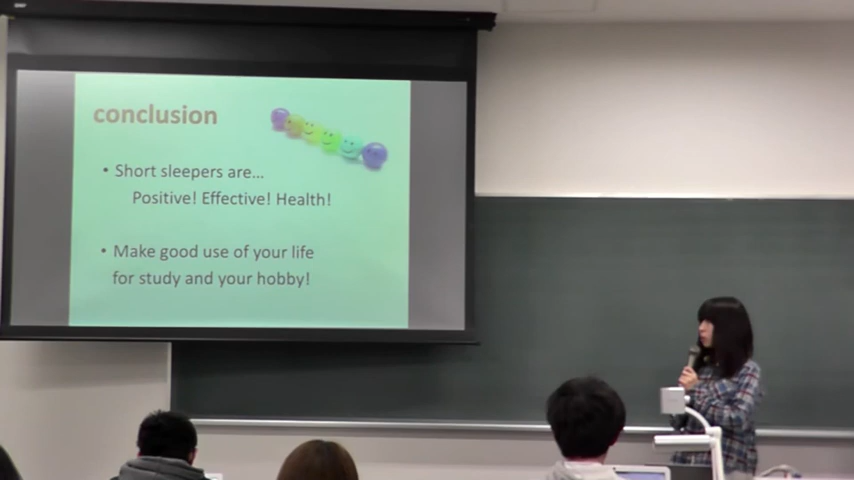 conclusion
• Short sleepers are...
Positive! Effective! Health!
• Make good use of your life
for study and your hobby!